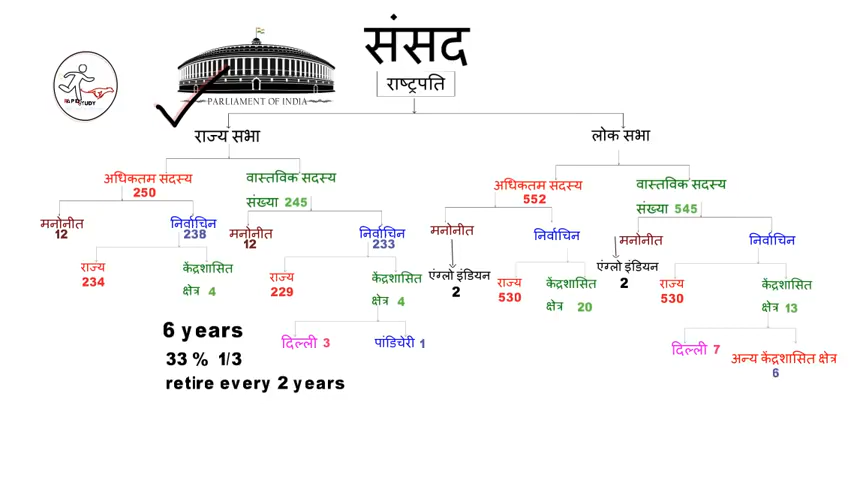 संसद
राष्ट्रपति
RAPID STUDY
PARLIAMENT OF INDIA
राज्य सभा
लोक सभा
अधिकतम सदस्य
250
वास्तविक सदस्य
संख्या 245
अधिकतम सदस्य
552
वास्तविक सदस्य
संख्या 545
मनोनीत
12
निर्वाचिन
238
मनोनीत
12
निर्वाचिन
233
मनोनीत
निर्वाचिन
मनोनीत
निर्वाचिन
राज्य
234
केंद्रशासित
क्षेत्र 4
राज्य
229
केंद्रशासित
क्षेत्र 4
एंग्लो इंडियन
2
राज्य
530
केंद्रशासित
क्षेत्र 20
एंग्लो इंडियन
2
राज्य
530
केंद्रशासित
क्षेत्र 13
दिल्ली 3
पांडिचेरी 1
दिल्ली 7
अन्य केंद्रशासित क्षेत्र
6
6 years
33 % 1/3
retire every 2 years